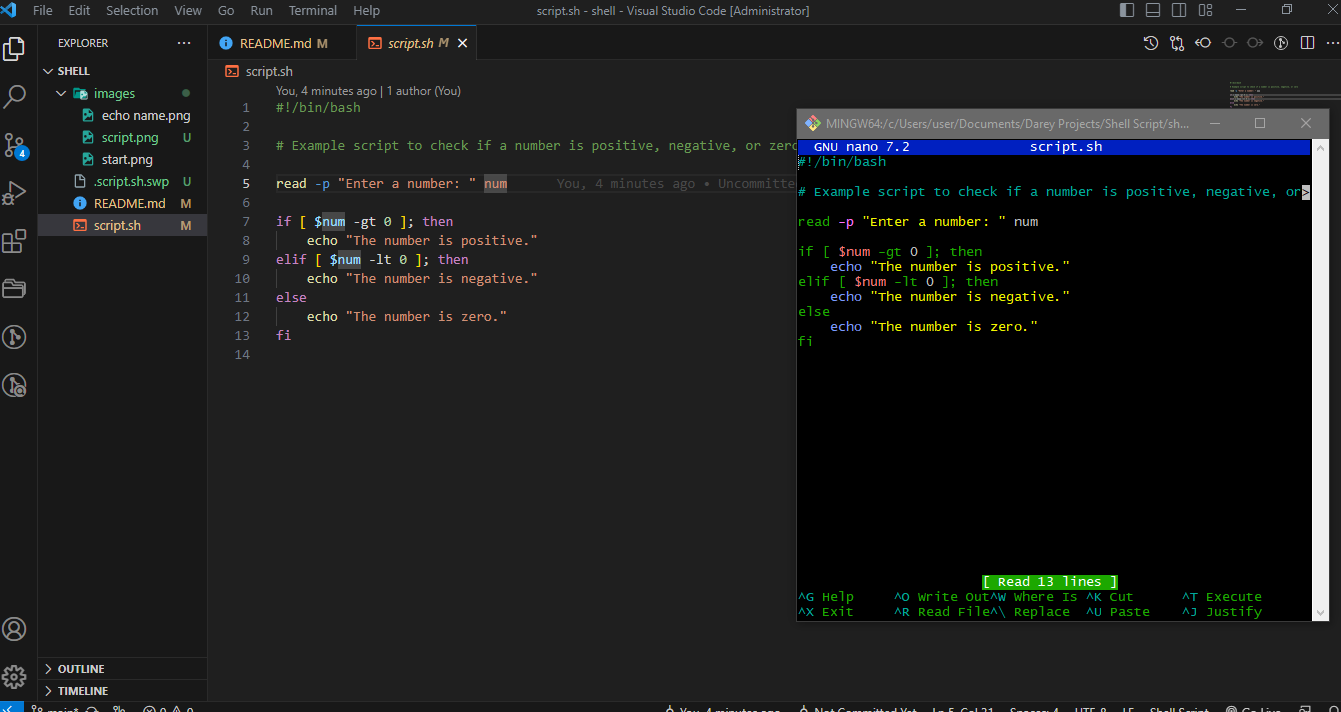 File Edit Selection View Go Run Terminal Help
script.sh - shell - Visual Studio Code [Administrator]
EXPLORER
SHELL
images
echo name.png
script.png U
start.png
.script.sh.swp U
README.md M
script.sh M
4
OUTLINE
TIMELINE
README.md M
script.sh M
script.sh
You, 4 minutes ago | 1 author (You)
1 #!/bin/bash
2
3 # Example script to check if a number is positive, negative, or zero
4
5 read -p "Enter a number: " num You, 4 minutes ago • Uncommitte
6
7 if [ $num -gt 0 ]; then
8 echo "The number is positive."
9 elif [ $num -lt 0 ]; then
10 echo "The number is negative."
11 else
12 echo "The number is zero."
13 fi
14
MINGW64:/c/Users/user/Documents/Darey Projects/Shell Script/sh...
GNU nano 7.2 script.sh
#!/bin/bash
# Example script to check if a number is positive, negative, or>
read -p "Enter a number: " num
if [ $num -gt 0 ]; then
echo "The number is positive."
elif [ $num -lt 0 ]; then
echo "The number is negative."
else
echo "The number is zero."
fi
[ Read 13 lines ]
^G Help ^O Write Out ^W Where Is ^K Cut ^T Execute
^X Exit ^R Read File ^\ Replace ^U Paste ^J Justify
main* 0 0 You, 4 minutes ago Not Committed Yet Ln 5, Col 31 Spaces: 4 UTF-8 LF Shell Script Go Live